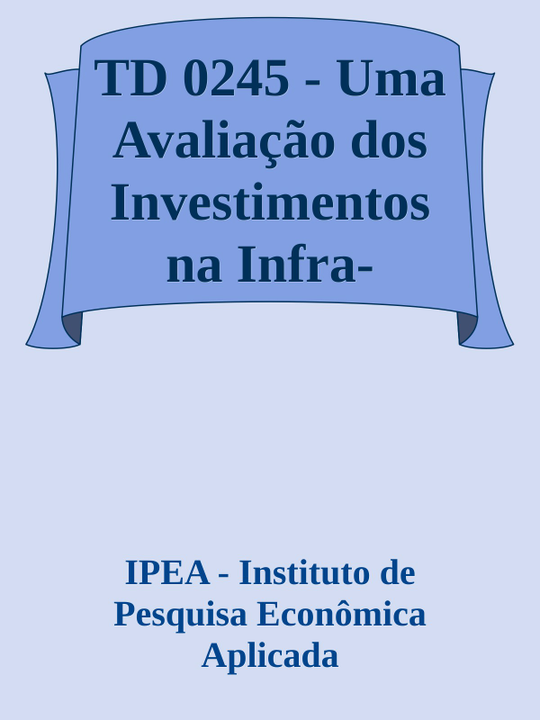 TD 0245 - Uma
Avaliação dos
Investimentos
na Infra-
IPEA - Instituto de
Pesquisa Econômica
Aplicada